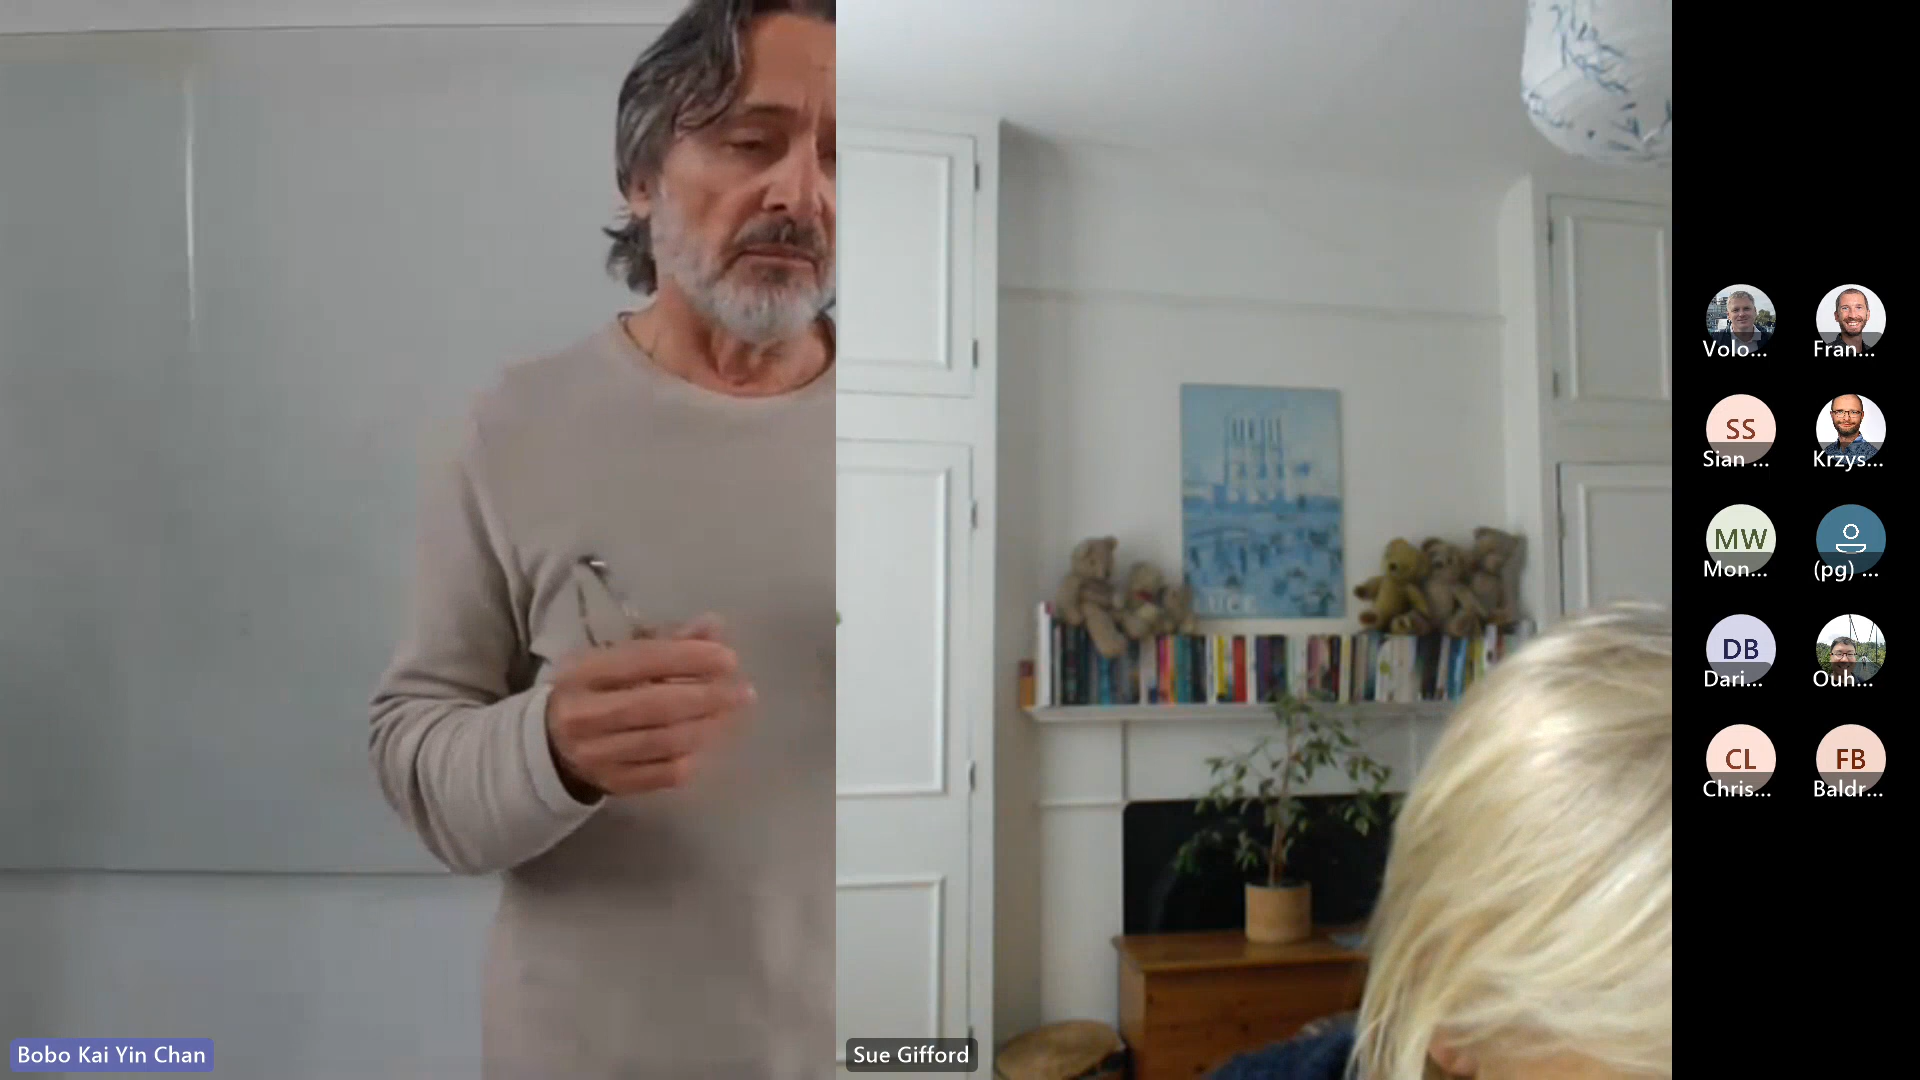 Volo...
Fran...
SS
Sian ...
Krzys...
MW
Mon...
(pg) ...
DB
Dari...
Ouh...
CL
Chris...
FB
Baldr...
Bobo Kai Yin Chan
Sue Gifford